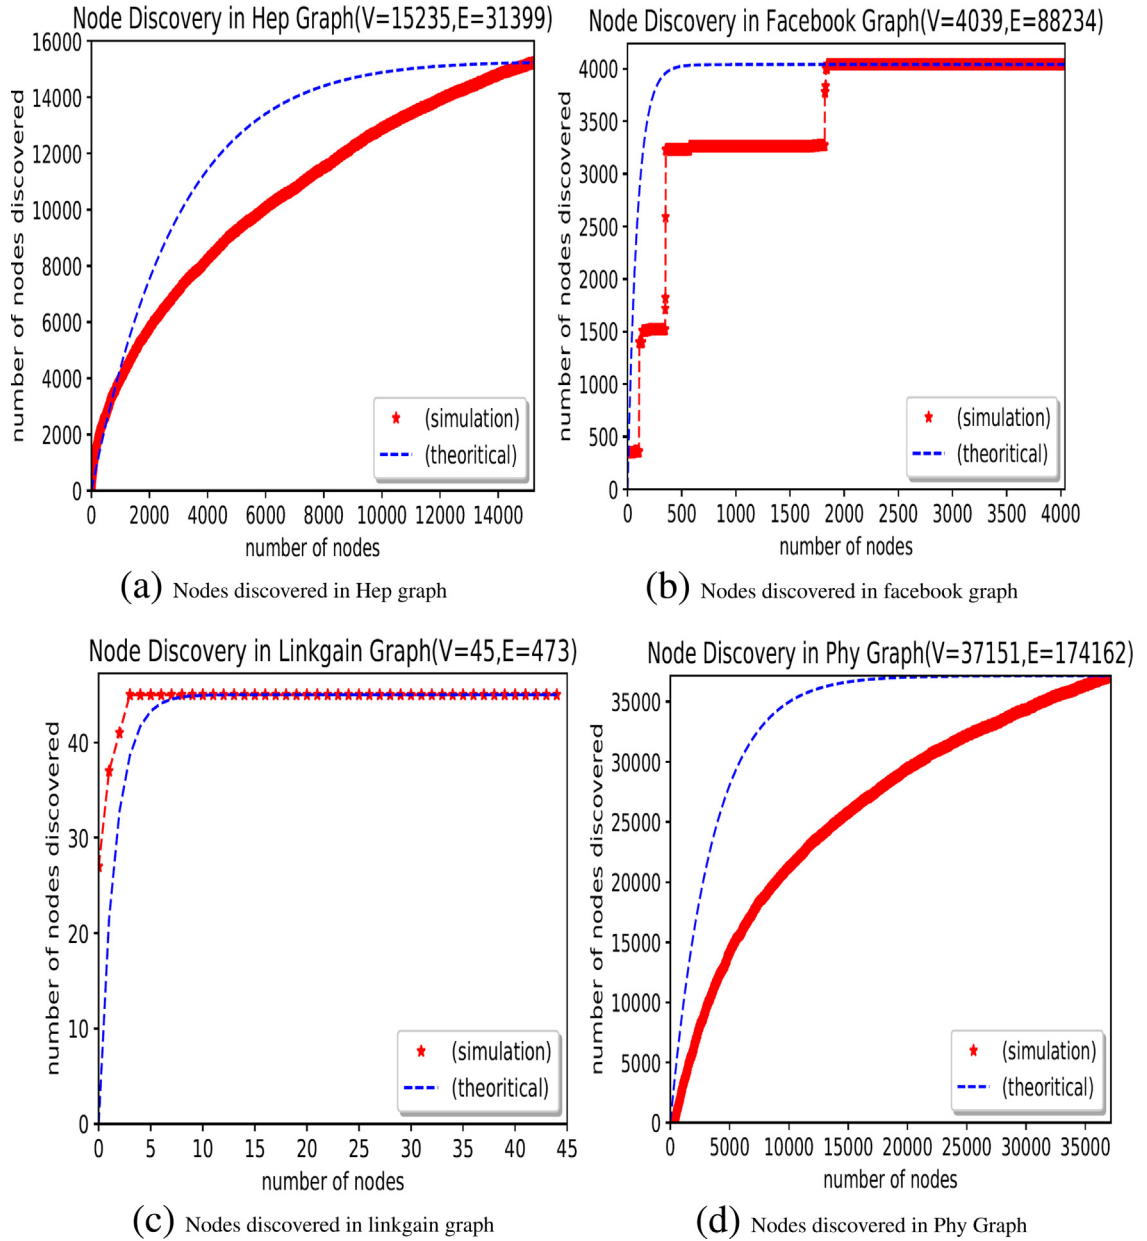 Node Discovery in Hep Graph(V=15235,E=31399)
number of nodes discovered
16000
14000
12000
10000
8000
6000
4000
2000
0
(simulation)
(theoritical)
0 2000 4000 6000 8000 10000 12000 14000
number of nodes
(a) Nodes discovered in Hep graph
Node Discovery in Facebook Graph(V=4039,E=88234)
number of nodes discovered
4000
3500
3000
2500
2000
1500
1000
500
0
(simulation)
(theoritical)
0 500 1000 1500 2000 2500 3000 3500 4000
number of nodes
(b) Nodes discovered in facebook graph
Node Discovery in Linkgain Graph(V=45,E=473)
number of nodes discovered
40
30
20
10
0
(simulation)
(theoritical)
0 5 10 15 20 25 30 35 40 45
number of nodes
(c) Nodes discovered in linkgain graph
Node Discovery in Phy Graph(V=37151,E=174162)
number of nodes discovered
35000
30000
25000
20000
15000
10000
5000
0
(simulation)
(theoritical)
0 5000 10000 15000 20000 25000 30000 35000
number of nodes
(d) Nodes discovered in Phy Graph